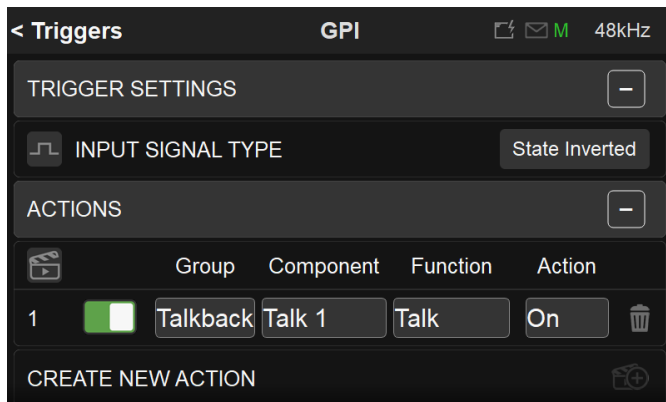 < Triggers GPI M 48kHz
TRIGGER SETTINGS −
INPUT SIGNAL TYPE State Inverted
ACTIONS −
Group Component Function Action
1 Talkback Talk 1 Talk On
CREATE NEW ACTION